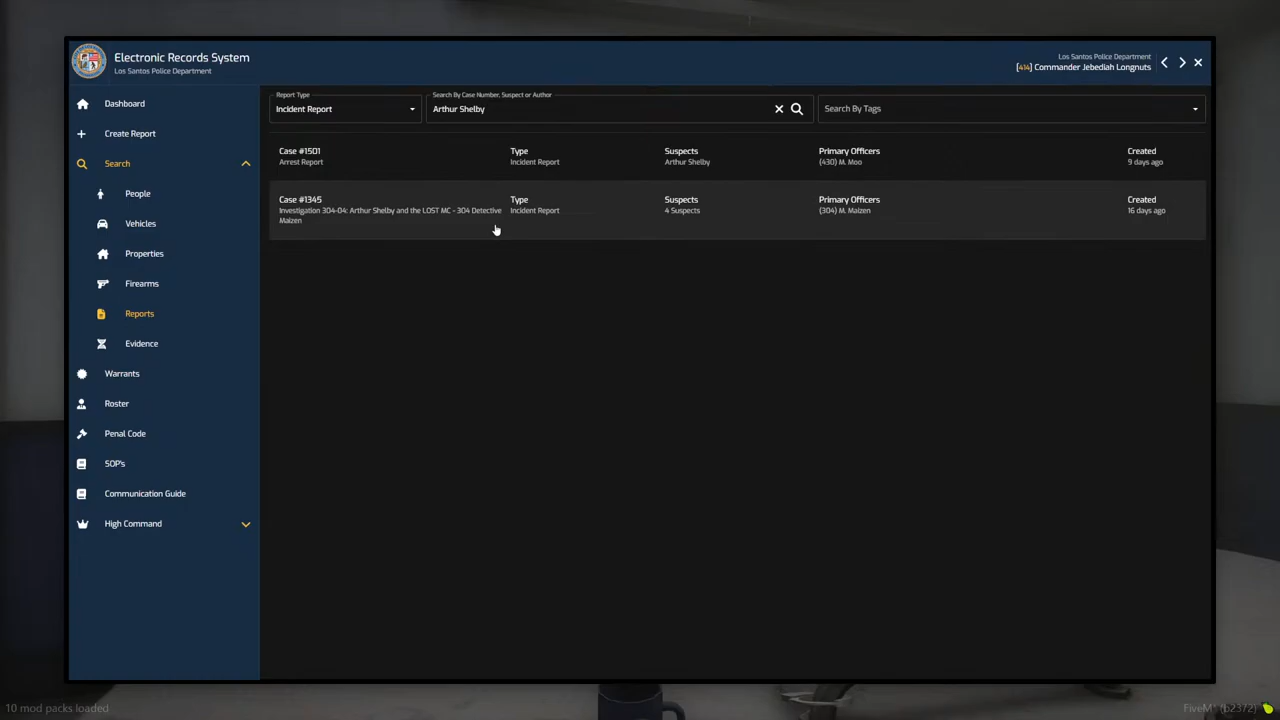 Electronic Records System
Los Santos Police Department
Los Santos Police Department
[414] Commander Jebediah Longnuts
Dashboard
Create Report
Search
People
Vehicles
Properties
Firearms
Reports
Evidence
Warrants
Roster
Penal Code
SOP's
Communication Guide
High Command
Report Type
Incident Report
Search By Case Number, Suspect or Author
Arthur Shelby
Search By Tags
Case #1501
Arrest Report
Type
Incident Report
Suspects
Arthur Shelby
Primary Officers
(430) M. Moo
Created
9 days ago
Case #1345
Investigation 304-04: Arthur Shelby and the LOST MC - 304 Detective
Maizen
Type
Incident Report
Suspects
4 Suspects
Primary Officers
(304) M. Maizen
Created
16 days ago
10 mod packs loaded
FiveM* (b2372)